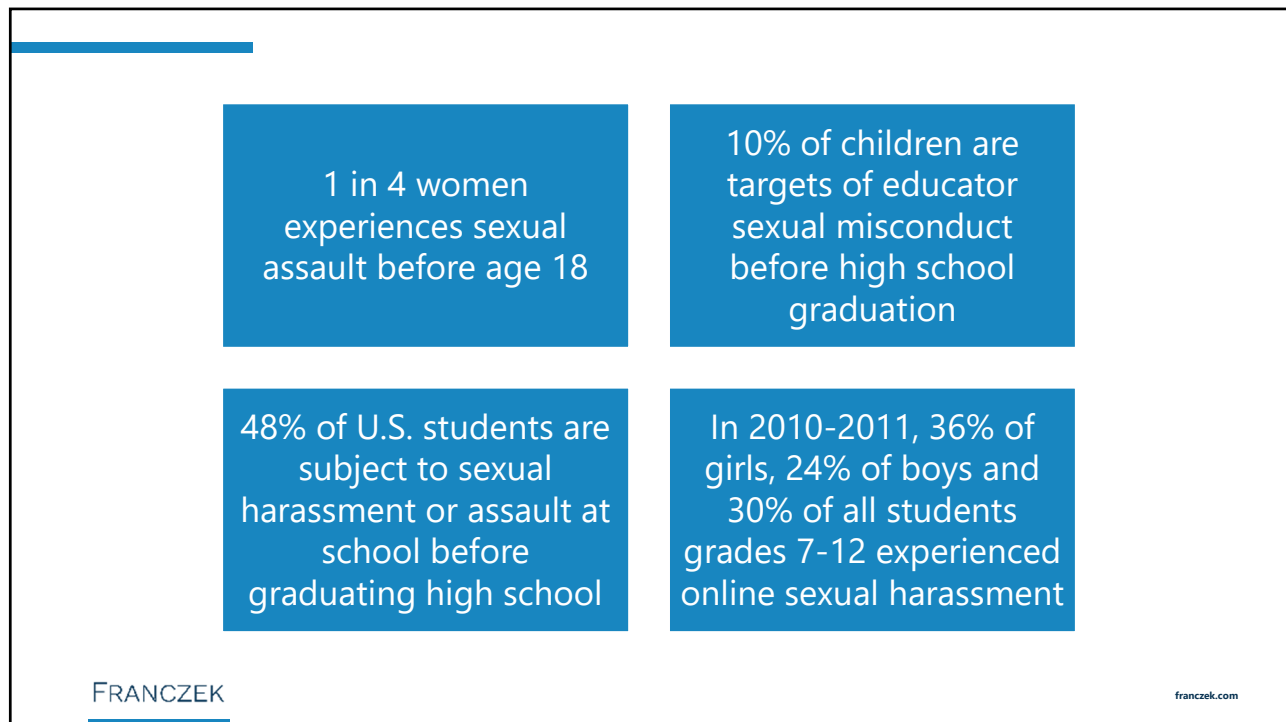 1 in 4 women
experiences sexual
assault before age 18
10% of children are
targets of educator
sexual misconduct
before high school
graduation
48% of U.S. students are
subject to sexual
harassment or assault at
school before
graduating high school
In 2010-2011, 36% of
girls, 24% of boys and
30% of all students
grades 7-12 experienced
online sexual harassment
FRANCZEK
franczek.com